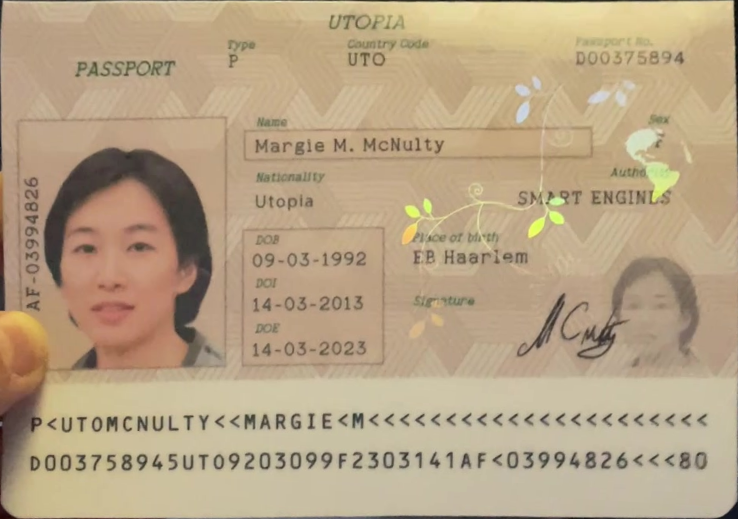 UTOPIA
PASSPORT
Type
P
Country Code
UTO
Passport No.
D00375894
Name
Margie M. McNulty
Sex
F
Nationality
Utopia
SMART ENGINES
DOB
09-03-1992
Place of birth
EB Haarlem
DOI
14-03-2013
Signature
DOE
14-03-2023
AF-03994826
M CNulty
P<UTOMCNULTY<<MARGIE<M<<<<<<<<<<<<<<<<<<<<<<
D003758945UTO9203099F2303141AF<03994826<<<80